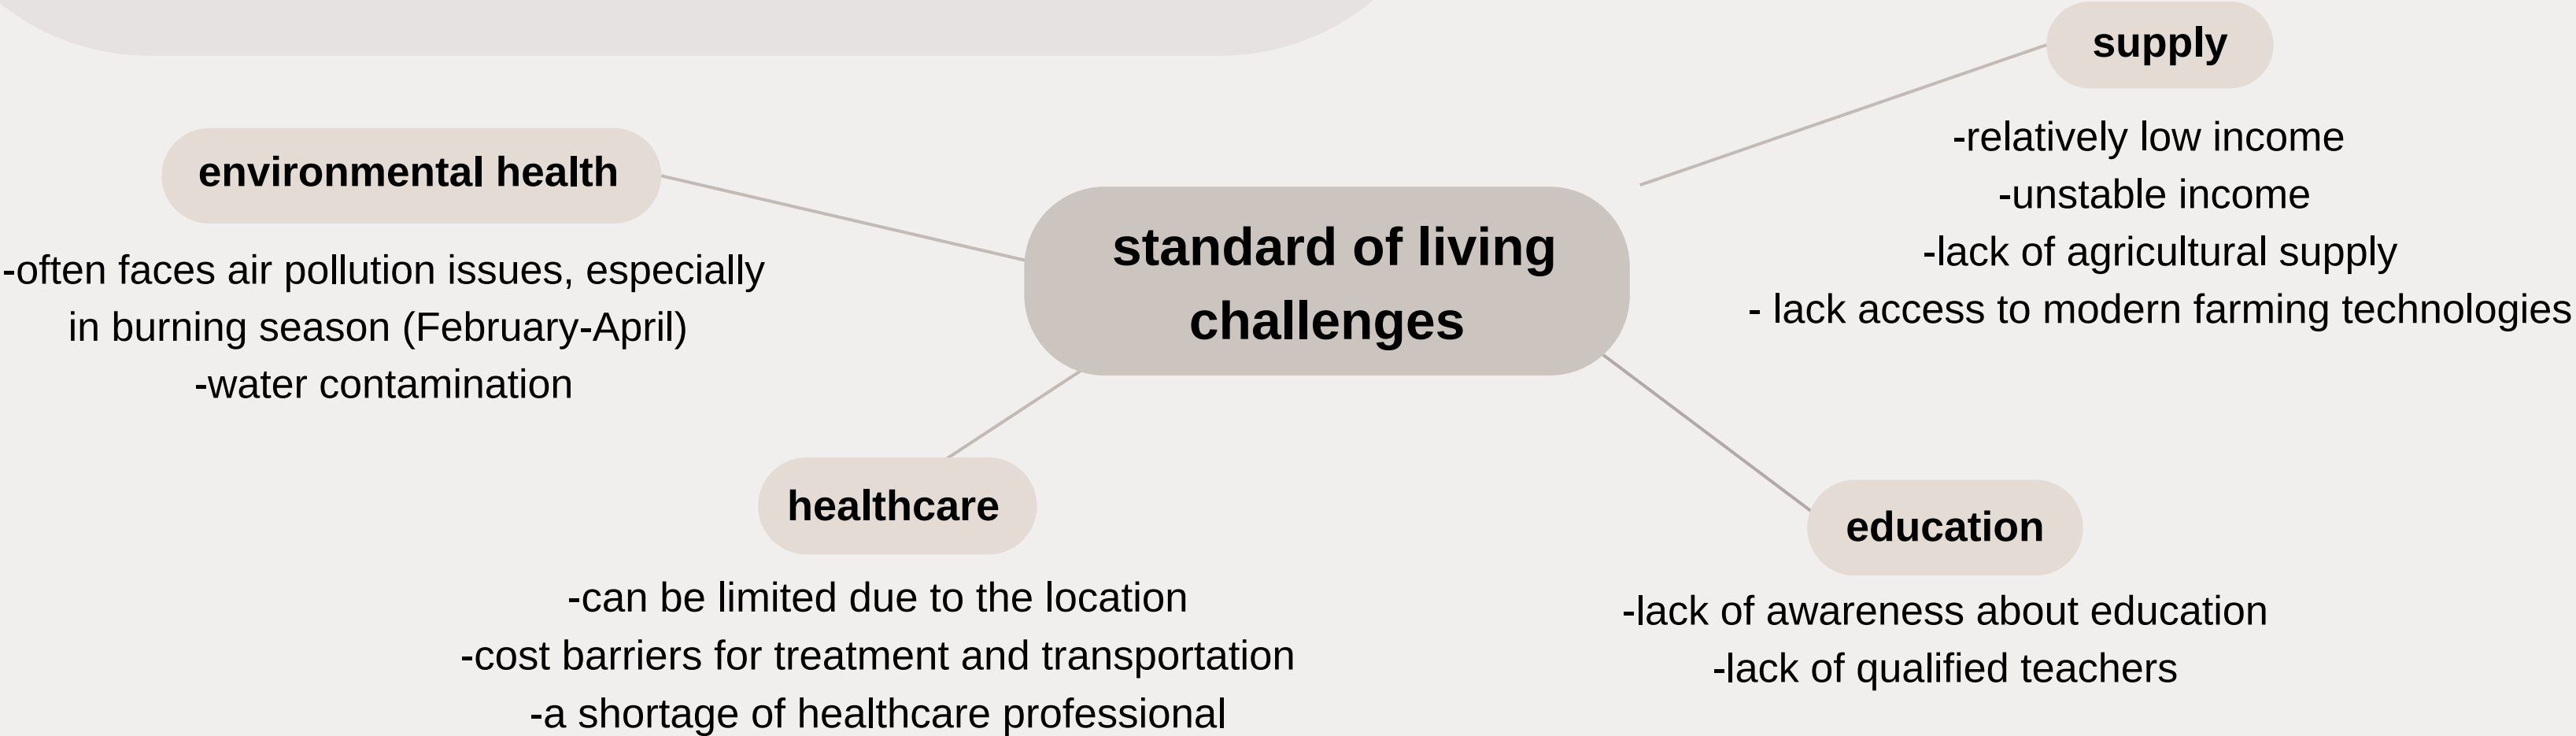 supply
-relatively low income
-unstable income
-lack of agricultural supply
- lack access to modern farming technologies
environmental health
-often faces air pollution issues, especially
in burning season (February-April)
-water contamination
standard of living
challenges
healthcare
-can be limited due to the location
-cost barriers for treatment and transportation
-a shortage of healthcare professional
education
-lack of awareness about education
-lack of qualified teachers